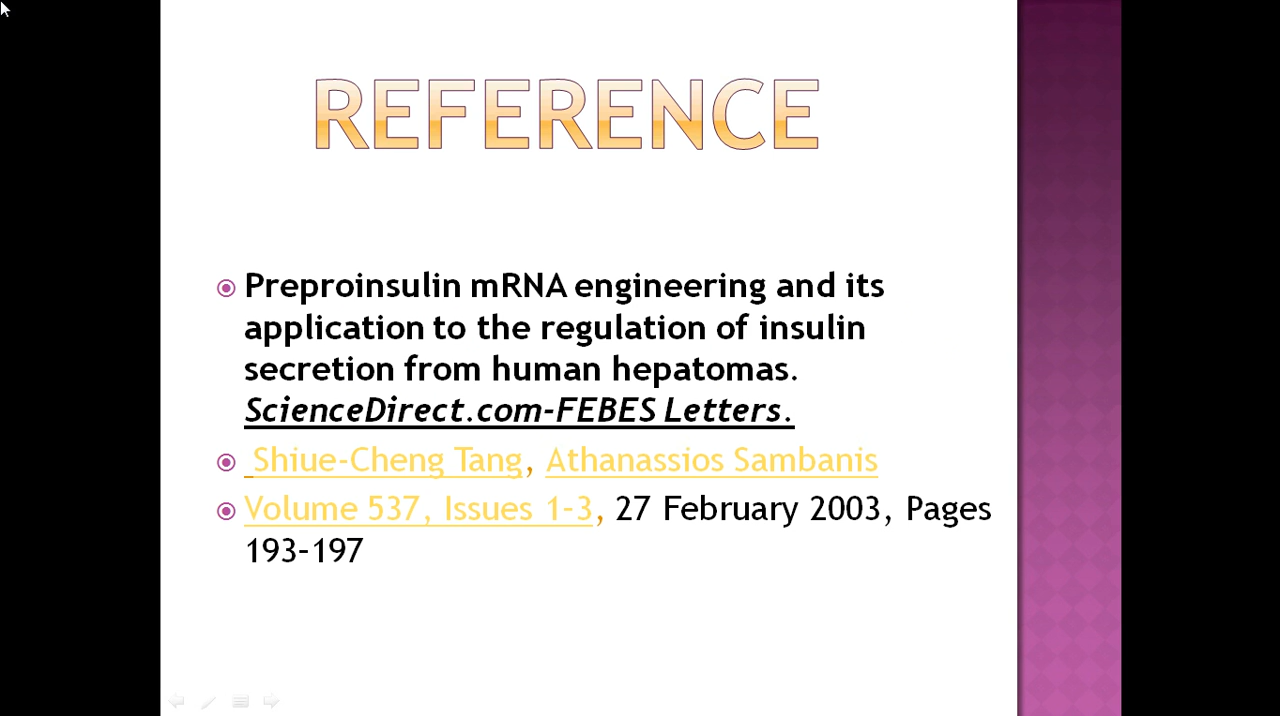 REFERENCE
Preproinsulin mRNA engineering and its
application to the regulation of insulin
secretion from human hepatomas.
ScienceDirect.com-FEBES Letters.
Shiue-Cheng Tang, Athanassios Sambanis
Volume 537, Issues 1–3, 27 February 2003, Pages
193–197